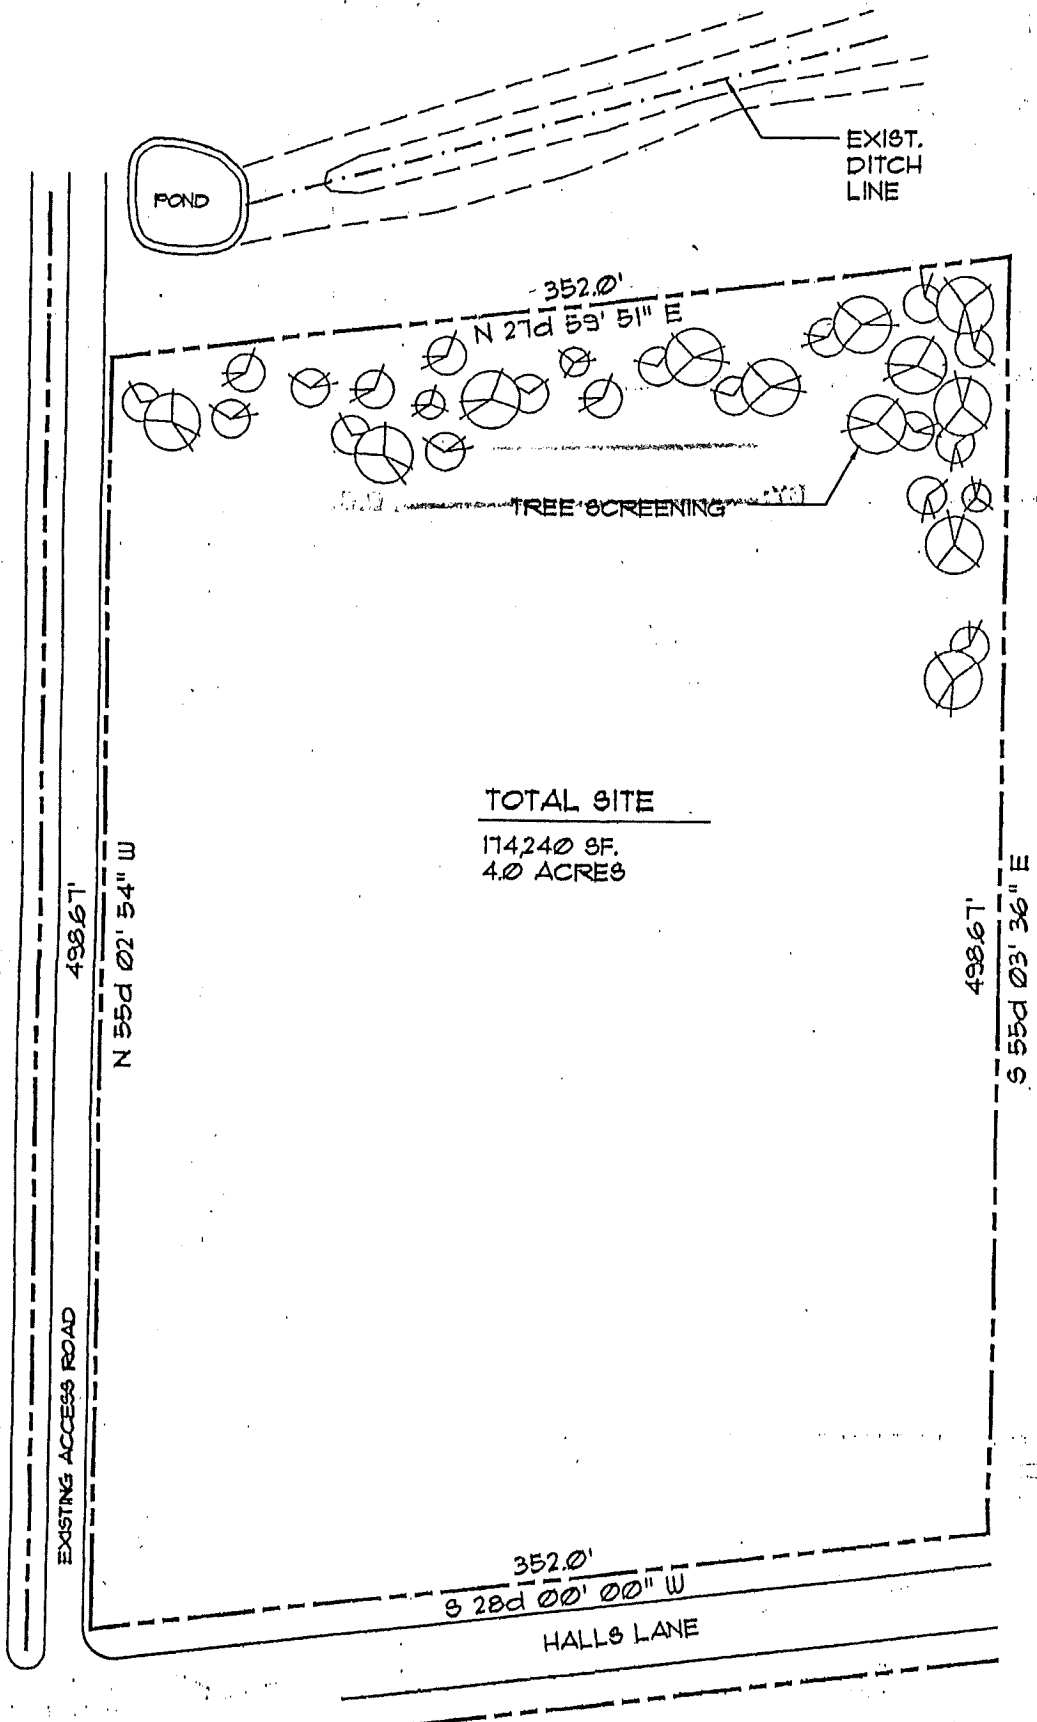 EXIST.
DITCH
LINE
POND
352.0'
N 27d 59' 51" E
TREE SCREENING
TOTAL SITE
174,240 SF.
4.0 ACRES
498.67'
N 55d 02' 54" W
498.67'
S 55d 03' 36" E
EXISTING ACCESS ROAD
352.0'
S 28d 00' 00" W
HALLS LANE